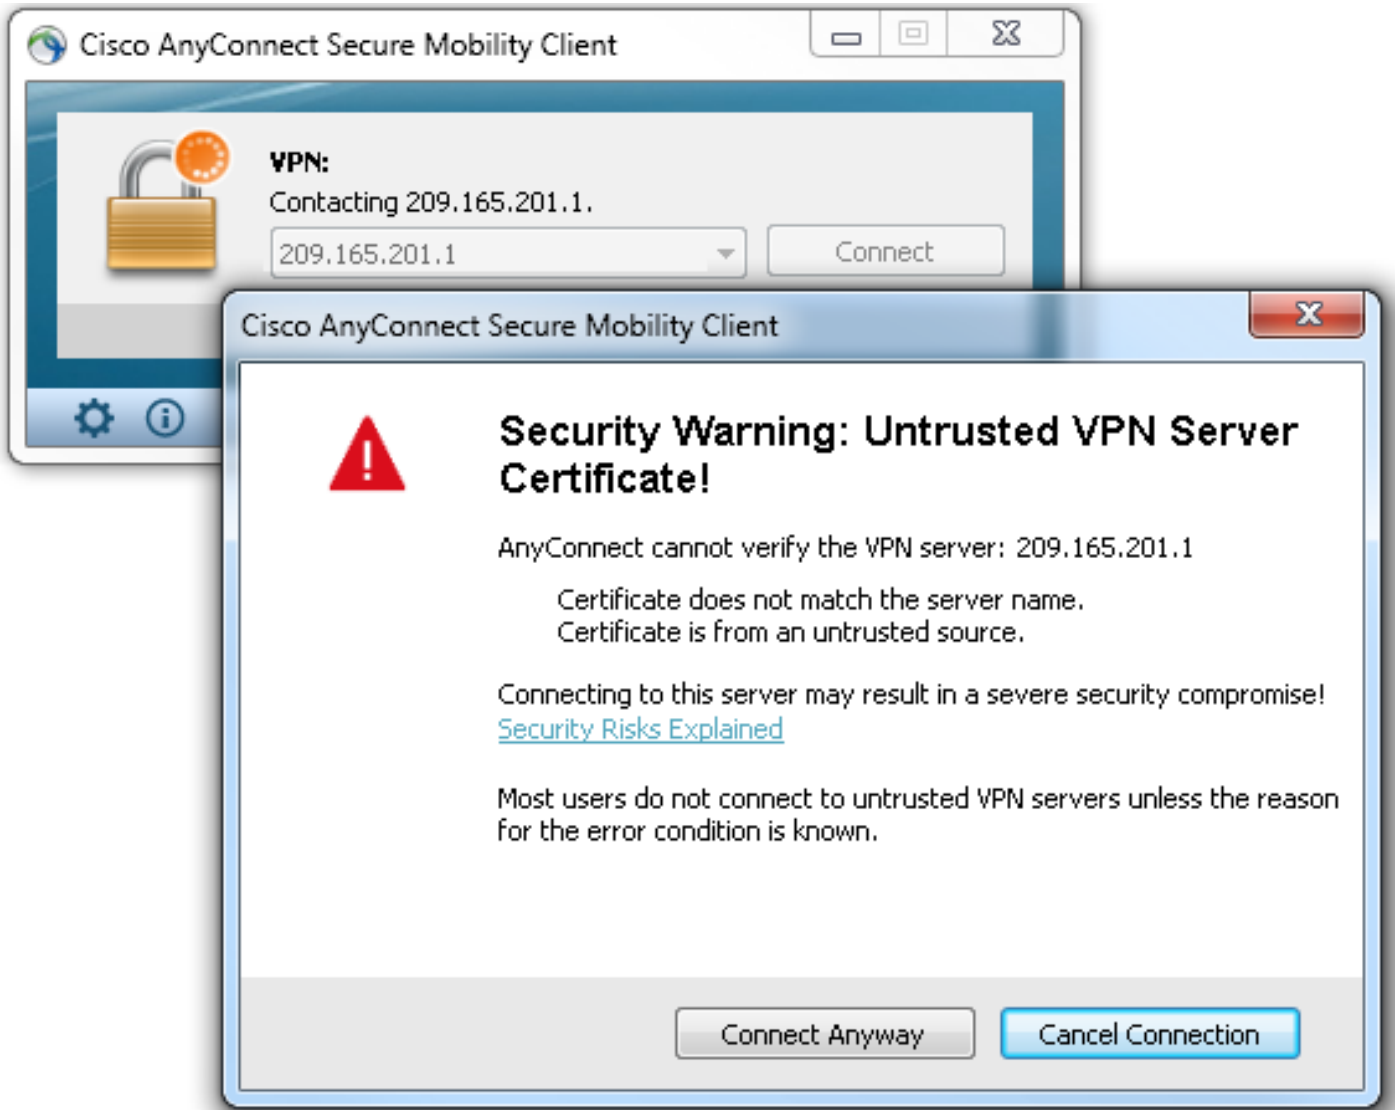 Cisco AnyConnect Secure Mobility Client
VPN:
Contacting 209.165.201.1.
209.165.201.1
Connect
Cisco AnyConnect Secure Mobility Client
Security Warning: Untrusted VPN Server
Certificate!
AnyConnect cannot verify the VPN server: 209.165.201.1
Certificate does not match the server name.
Certificate is from an untrusted source.
Connecting to this server may result in a severe security compromise!
Security Risks Explained
Most users do not connect to untrusted VPN servers unless the reason
for the error condition is known.
Connect Anyway
Cancel Connection